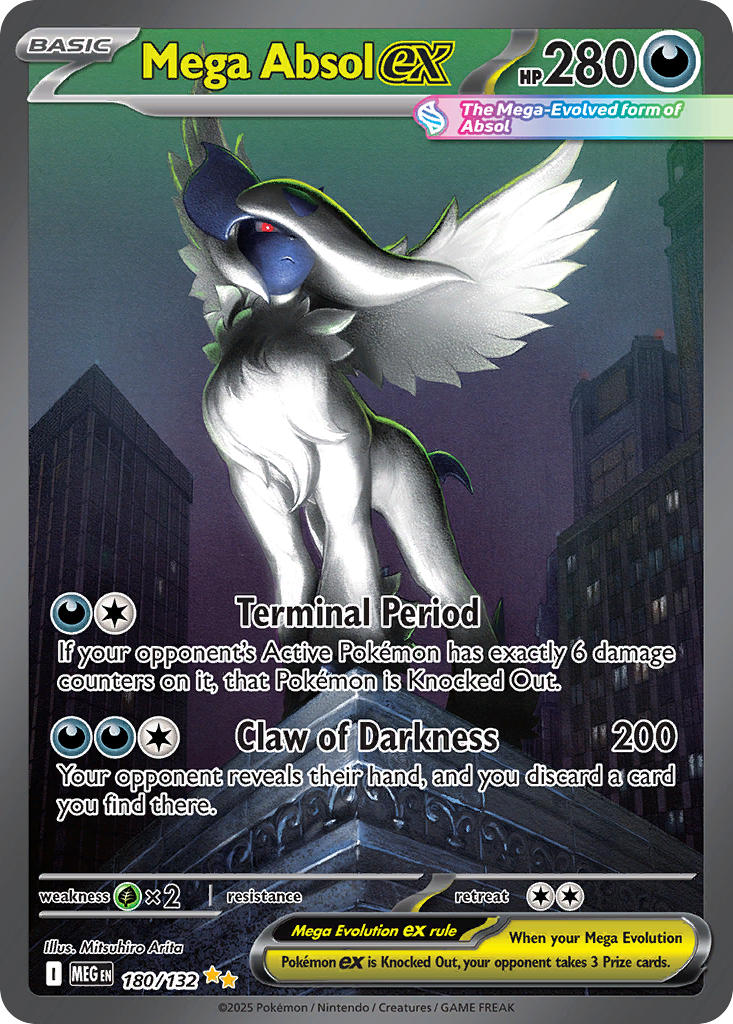 BASIC
Mega Absol ex
HP 280
The Mega-Evolved form of
Absol
Terminal Period
If your opponent's Active Pokémon has exactly 6 damage
counters on it, that Pokémon is Knocked Out.
Claw of Darkness 200
Your opponent reveals their hand, and you discard a card
you find there.
weakness ×2 resistance retreat
Illus. Mitsuhiro Arita
Mega Evolution ex rule
When your Mega Evolution
Pokémon ex is Knocked Out, your opponent takes 3 Prize cards.
I MEG EN 180/132
©2025 Pokémon / Nintendo / Creatures / GAME FREAK